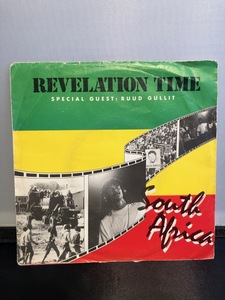 REVELATION TIME
SPECIAL GUEST: RUUD GULLIT
South
Africa